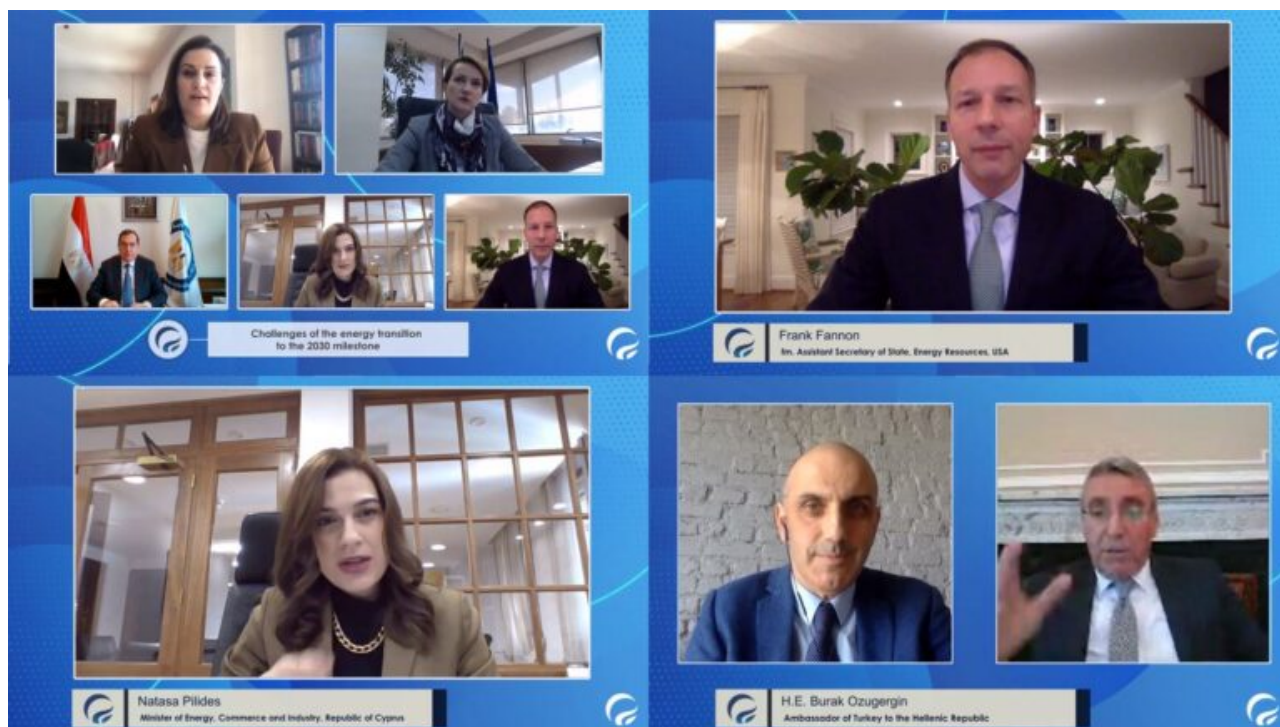 Challenges of the energy transition
to the 2030 milestone
Frank Fannon
fm. Assistant Secretary of State, Energy Resources, USA
Natasa Pilides
Minister of Energy, Commerce and Industry, Republic of Cyprus
H.E. Burak Ozugergin
Ambassador of Turkey to the Hellenic Republic